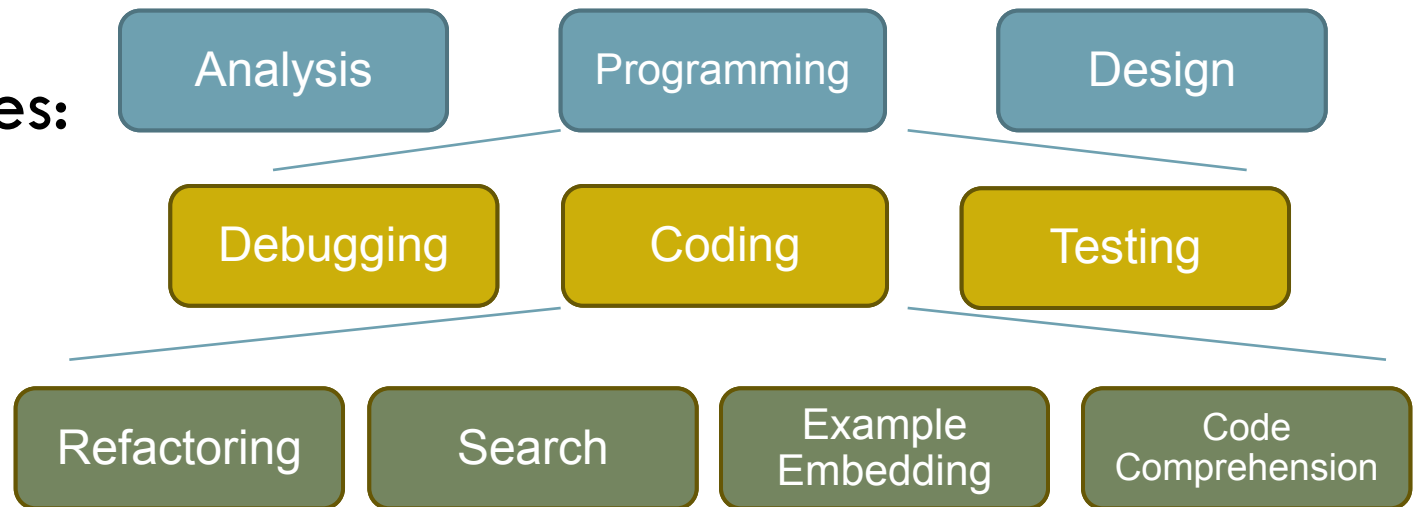 Analysis
Programming
Design
es:
Debugging
Coding
Testing
Refactoring
Search
Example
Embedding
Code
Comprehension